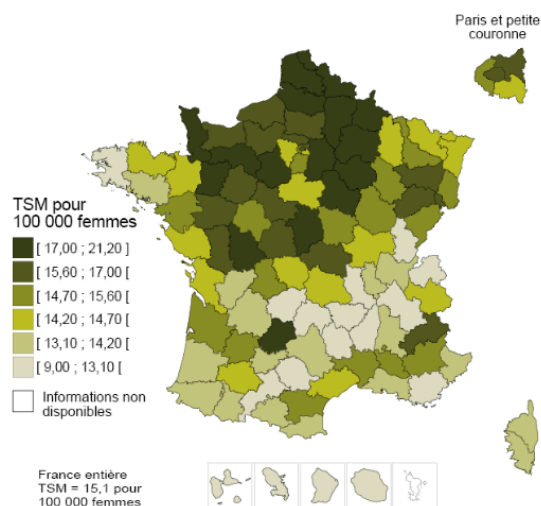 Paris et petite
couronne
TSM pour
100 000 femmes
[ 17,00 ; 21,20 [
[ 15,60 ; 17,00 [
[ 14,70 ; 15,60 [
[ 14,20 ; 14,70 [
[ 13,10 ; 14,20 [
[ 9,00 ; 13,10 [
Informations non
disponibles
France entière
TSM = 15,1 pour
100 000 femmes